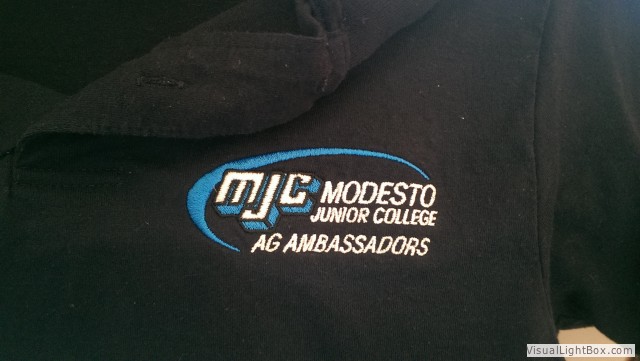 MJC MODESTO
JUNIOR COLLEGE
AG AMBASSADORS
VisualLightBox.com